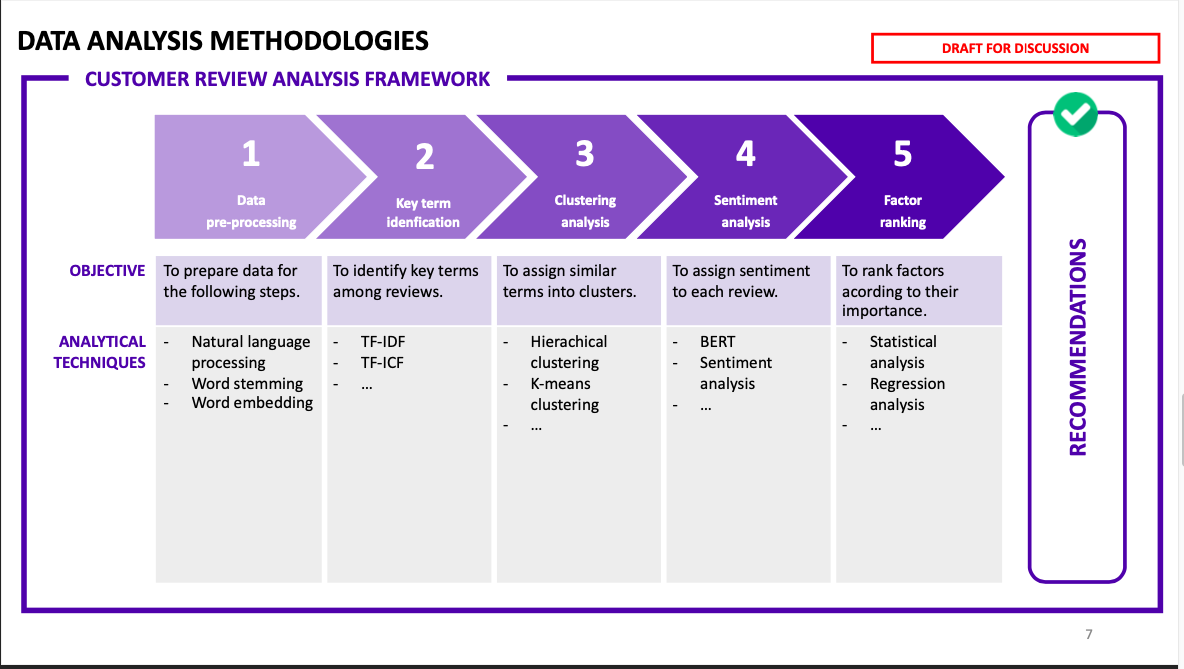 DATA ANALYSIS METHODOLOGIES
DRAFT FOR DISCUSSION
CUSTOMER REVIEW ANALYSIS FRAMEWORK
1
Data
pre-processing
2
Key term
idenfication
3
Clustering
analysis
4
Sentiment
analysis
5
Factor
ranking
OBJECTIVE
To prepare data for
the following steps.
To identify key terms
among reviews.
To assign similar
terms into clusters.
To assign sentiment
to each review.
To rank factors
acording to their
importance.
ANALYTICAL
TECHNIQUES
- Natural language
processing
- Word stemming
- Word embedding
- TF-IDF
- TF-ICF
- ...
- Hierachical
clustering
- K-means
clustering
- ...
- BERT
- Sentiment
analysis
- ...
- Statistical
analysis
- Regression
analysis
- ...
RECOMMENDATIONS
7